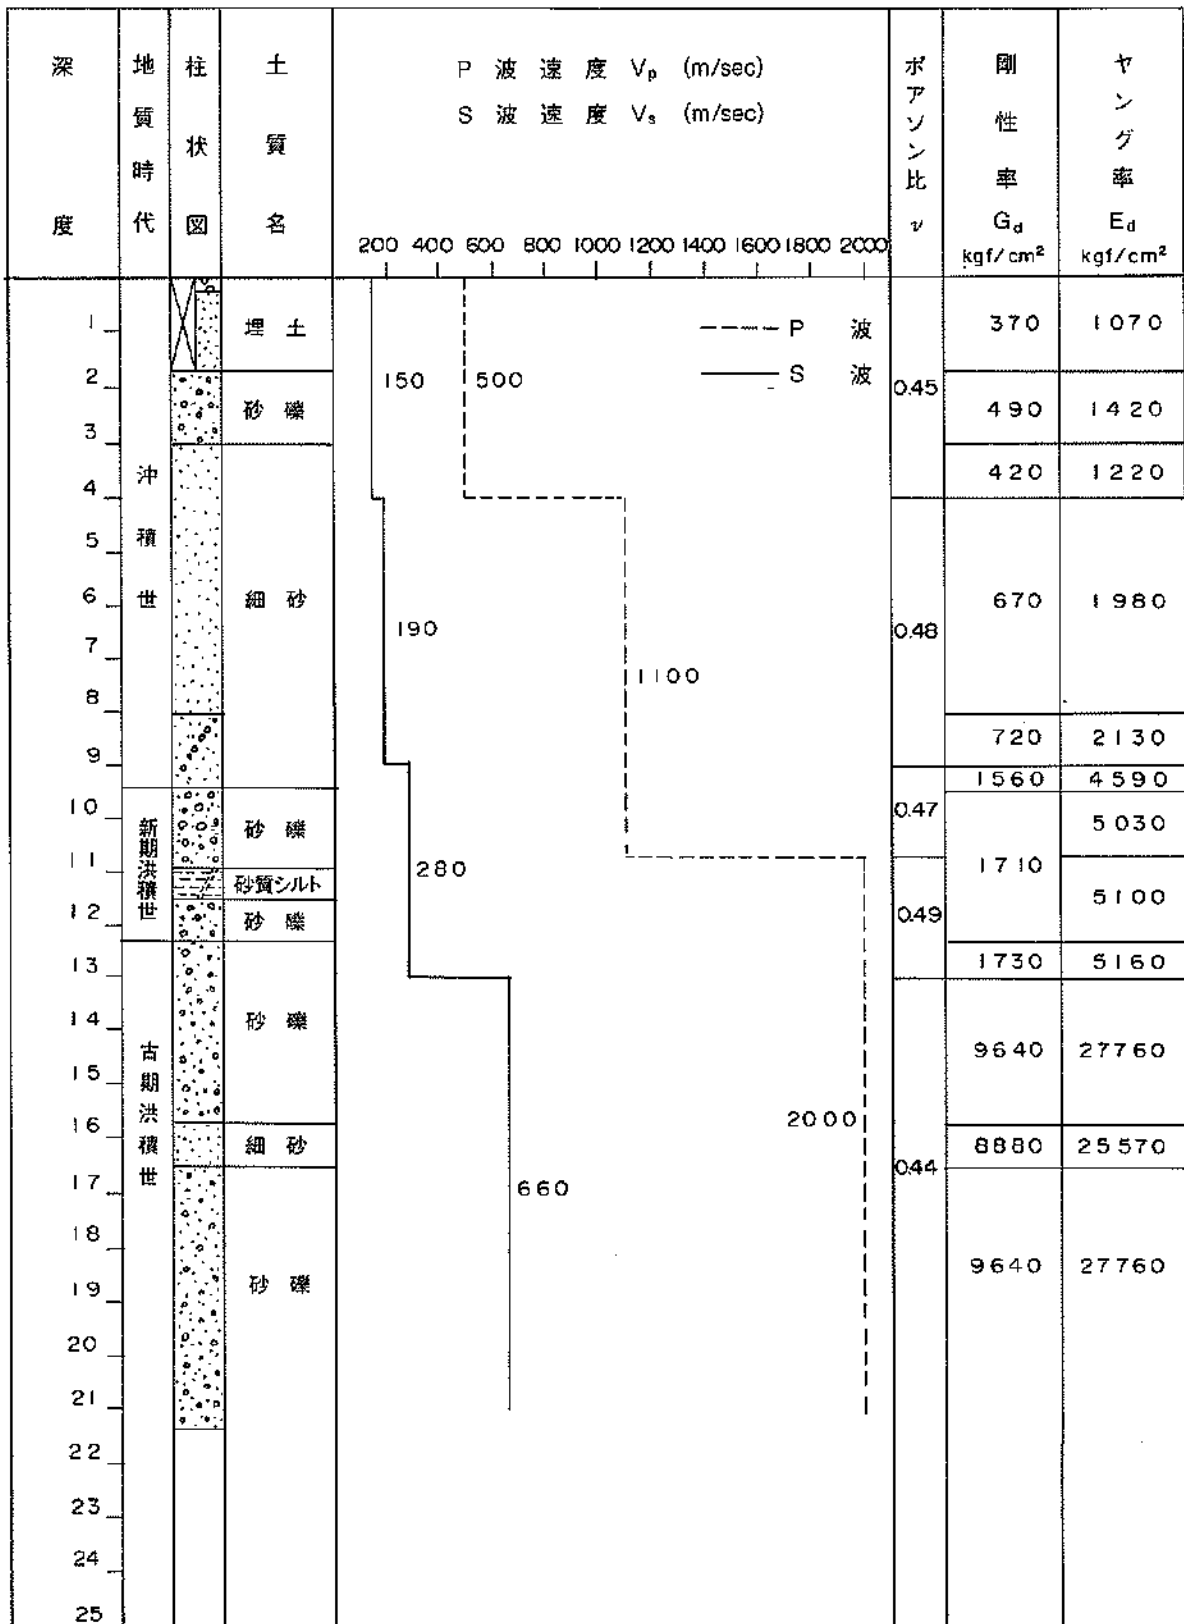 深度
地質時代
柱状図
土質名
P 波 速 度 Vp (m/sec)
S 波 速 度 Vs (m/sec)
200 400 600 800 1000 1200 1400 1600 1800 2000
ポアソン比 ν
剛性率 Gd kgf/cm²
ヤング率 Ed kgf/cm²
1
2
3
4
5
6
7
8
9
10
11
12
13
14
15
16
17
18
19
20
21
22
23
24
25
沖積世
新期洪積世
古期洪積世
埋土
砂礫
細砂
砂礫
砂質シルト
砂礫
砂礫
細砂
砂礫
P 波
S 波
150
500
190
1100
280
2000
660
0.45
0.48
0.47
0.49
0.44
370
490
420
670
720
1560
1710
1730
9640
8880
9640
1070
1420
1220
1980
2130
4590
5030
5100
5160
27760
25570
27760